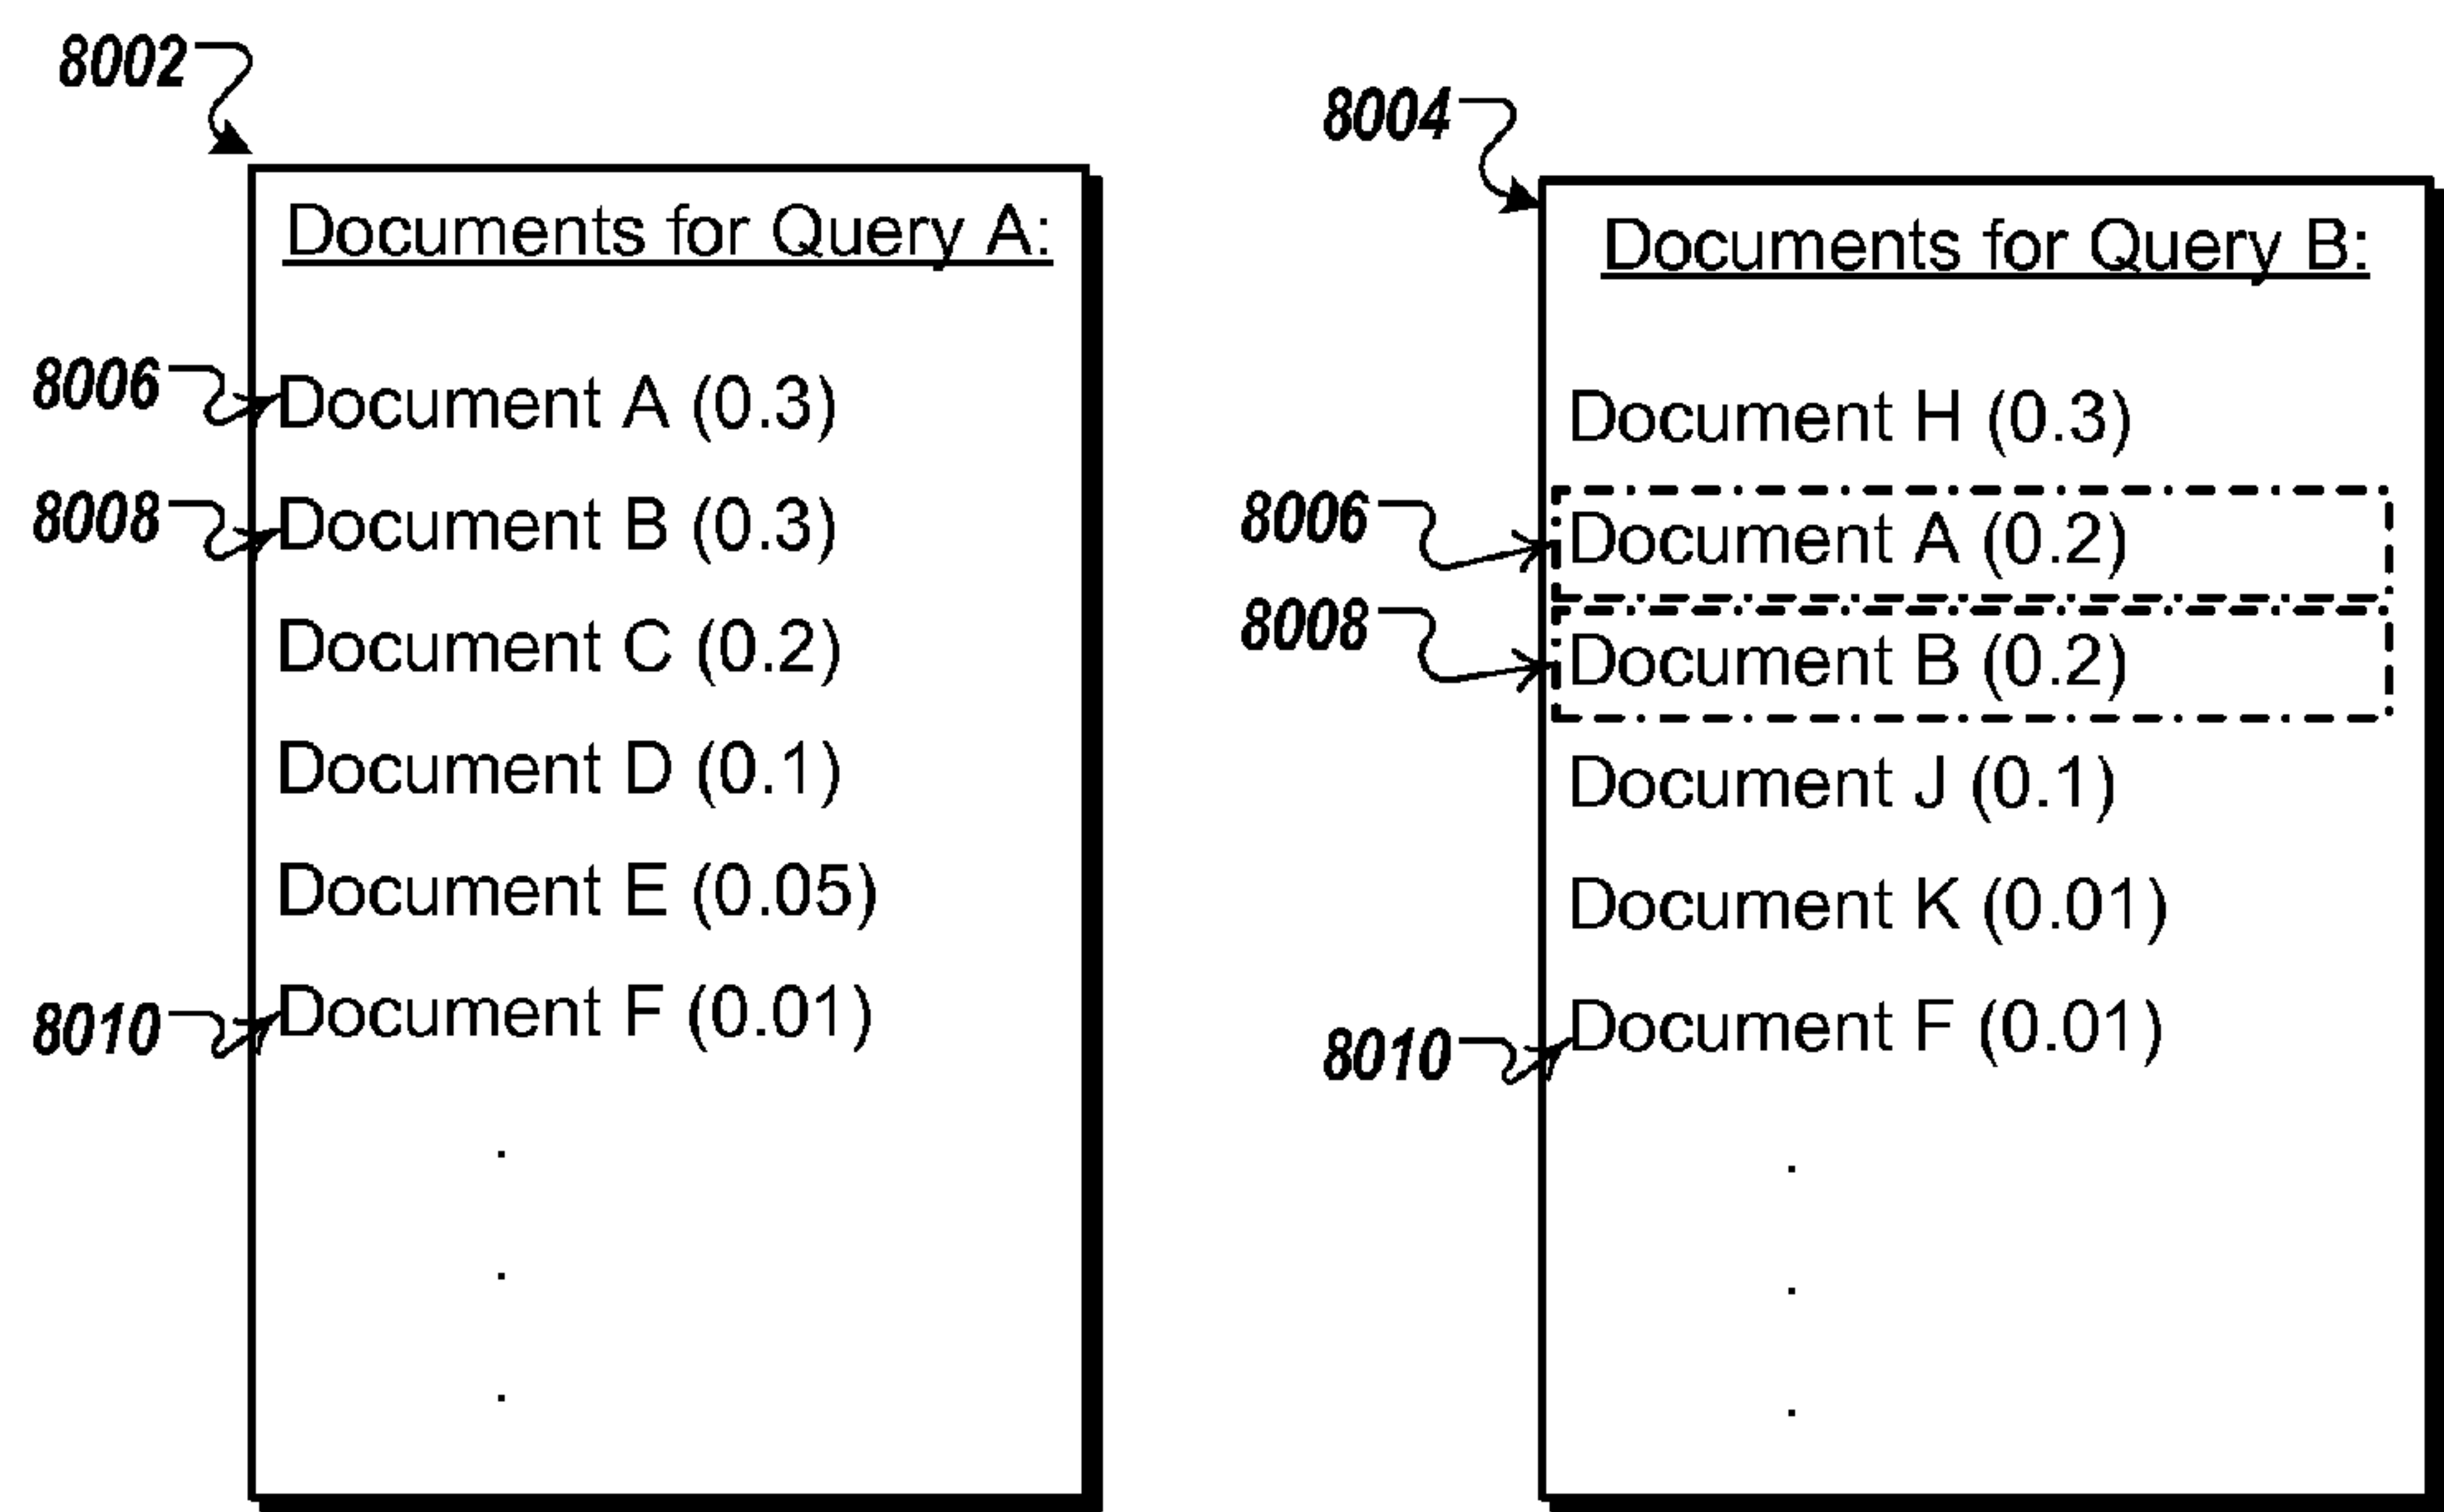 8002
Documents for Query A:
8006
Document A (0.3)
8008
Document B (0.3)
Document C (0.2)
Document D (0.1)
Document E (0.05)
8010
Document F (0.01)
.
.
.
8004
Documents for Query B:
Document H (0.3)
8006
Document A (0.2)
8008
Document B (0.2)
Document J (0.1)
Document K (0.01)
8010
Document F (0.01)
.
.
.